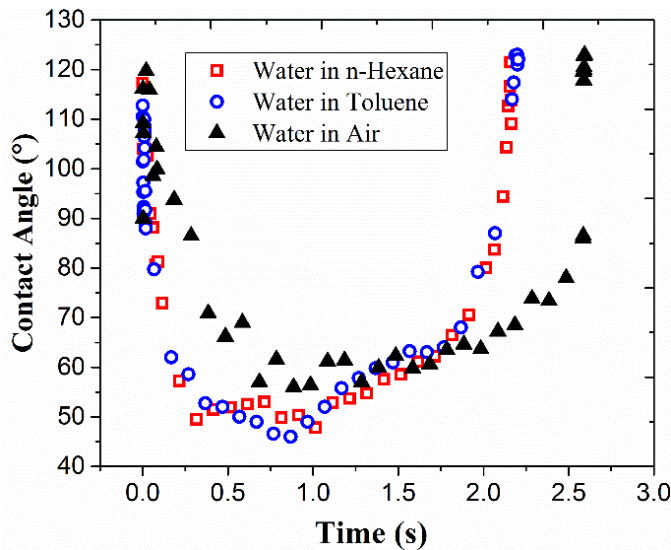 130
120
110
100
90
80
70
60
50
40
Contact Angle (°)
Water in n-Hexane
Water in Toluene
Water in Air
0.0 0.5 1.0 1.5 2.0 2.5 3.0
Time (s)